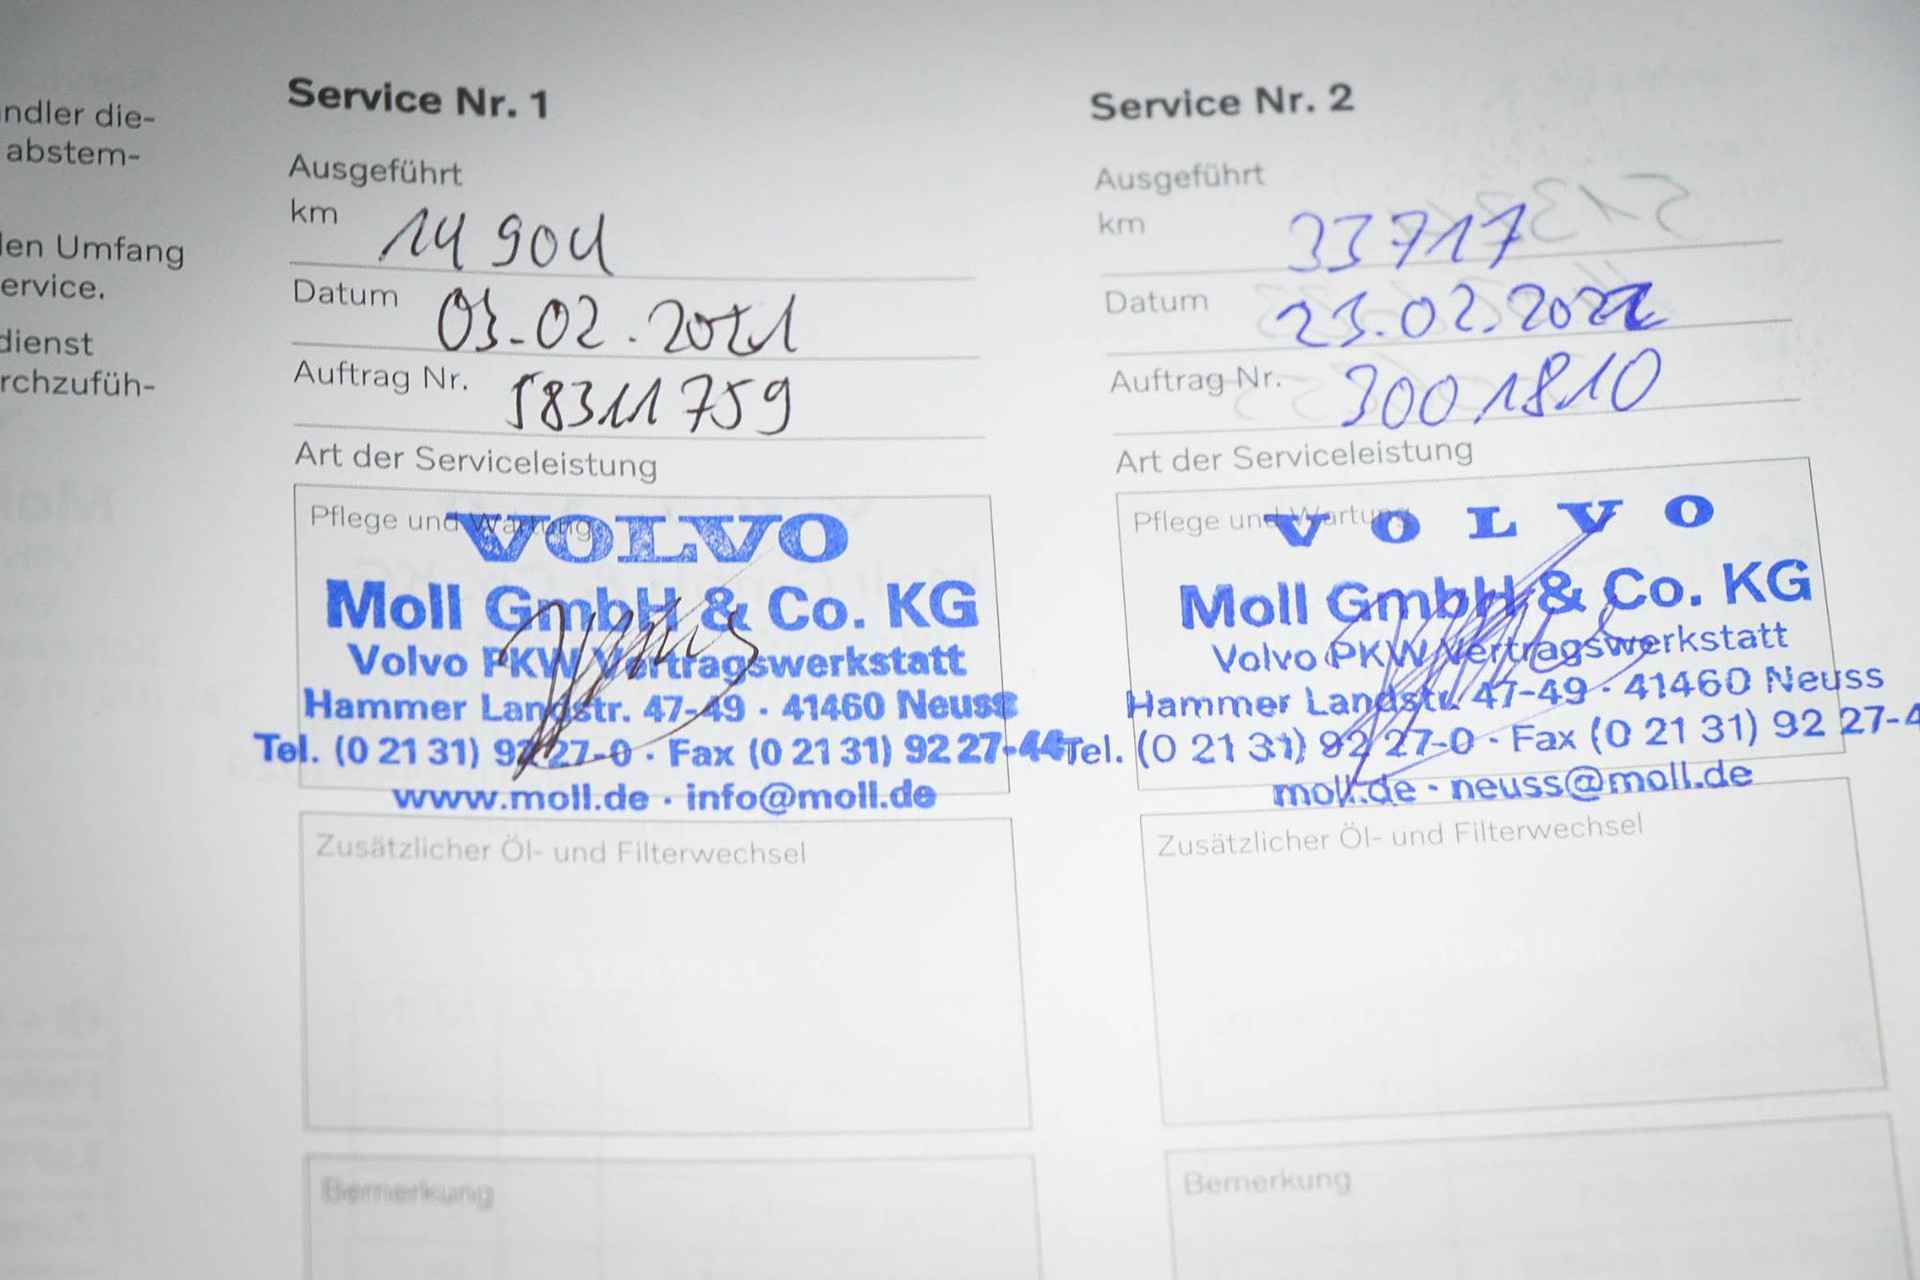 ndler die-
abstem-
len Umfang
ervice.
dienst
rchzufüh-
Service Nr. 1
Ausgeführt
km 14 904
Datum 03.02.2021
Auftrag Nr. 58311759
Art der Serviceleistung
Pflege und Wartung
VOLVO
Moll GmbH & Co. KG
Volvo PKW Vertragswerkstatt
Hammer Landstr. 47-49 · 41460 Neuss
Tel. (0 21 31) 92 27-0 · Fax (0 21 31) 92 27-44
www.moll.de · info@moll.de
Zusätzlicher Öl- und Filterwechsel
Bemerkung
Service Nr. 2
Ausgeführt
km 33717
Datum 23.02.2022
Auftrag Nr. 3001810
Art der Serviceleistung
Pflege und Wartung
VOLVO
Moll GmbH & Co. KG
Volvo PKW Vertragswerkstatt
Hammer Landstr. 47-49 · 41460 Neuss
Tel. (0 21 31) 92 27-0 · Fax (0 21 31) 92 27-4
moll.de · neuss@moll.de
Zusätzlicher Öl- und Filterwechsel
Bemerkung